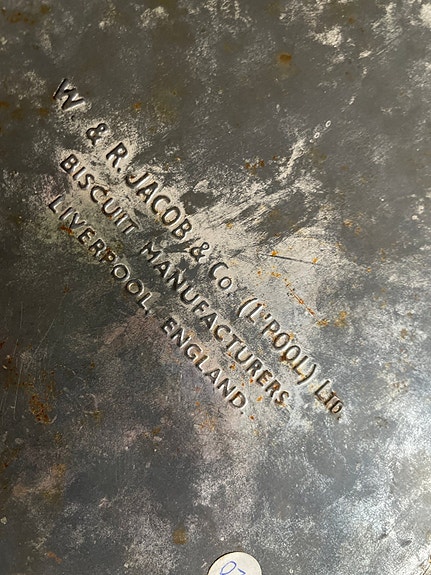 W. & R. JACOB & Co. (L'POOL) LTD.
BISCUIT MANUFACTURERS
LIVERPOOL, ENGLAND.